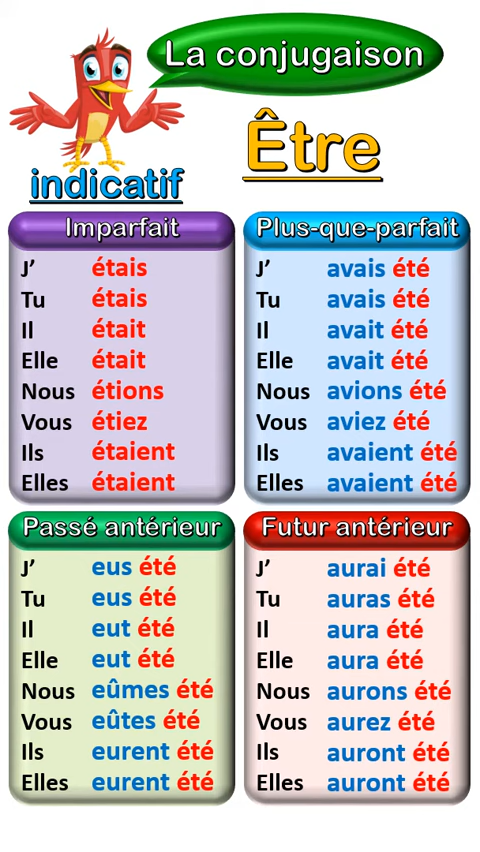 La conjugaison
Être
indicatif
Imparfait
J’ étais
Tu étais
Il était
Elle était
Nous étions
Vous étiez
Ils étaient
Elles étaient
Plus-que-parfait
J’ avais été
Tu avais été
Il avait été
Elle avait été
Nous avions été
Vous aviez été
Ils avaient été
Elles avaient été
Passé antérieur
J’ eus été
Tu eus été
Il eut été
Elle eut été
Nous eûmes été
Vous eûtes été
Ils eurent été
Elles eurent été
Futur antérieur
J’ aurai été
Tu auras été
Il aura été
Elle aura été
Nous aurons été
Vous aurez été
Ils auront été
Elles auront été